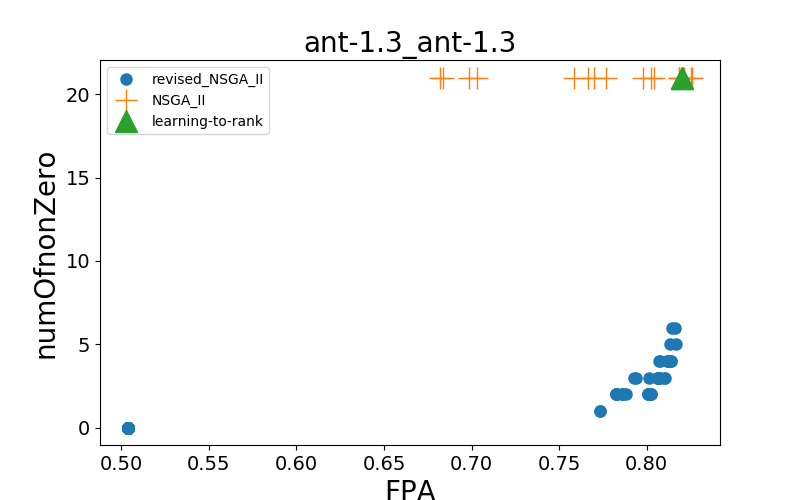 ant-1.3_ant-1.3
revised_NSGA_II
NSGA_II
learning-to-rank
numOfnonZero
20
15
10
5
0
0.50 0.55 0.60 0.65 0.70 0.75 0.80
FPA